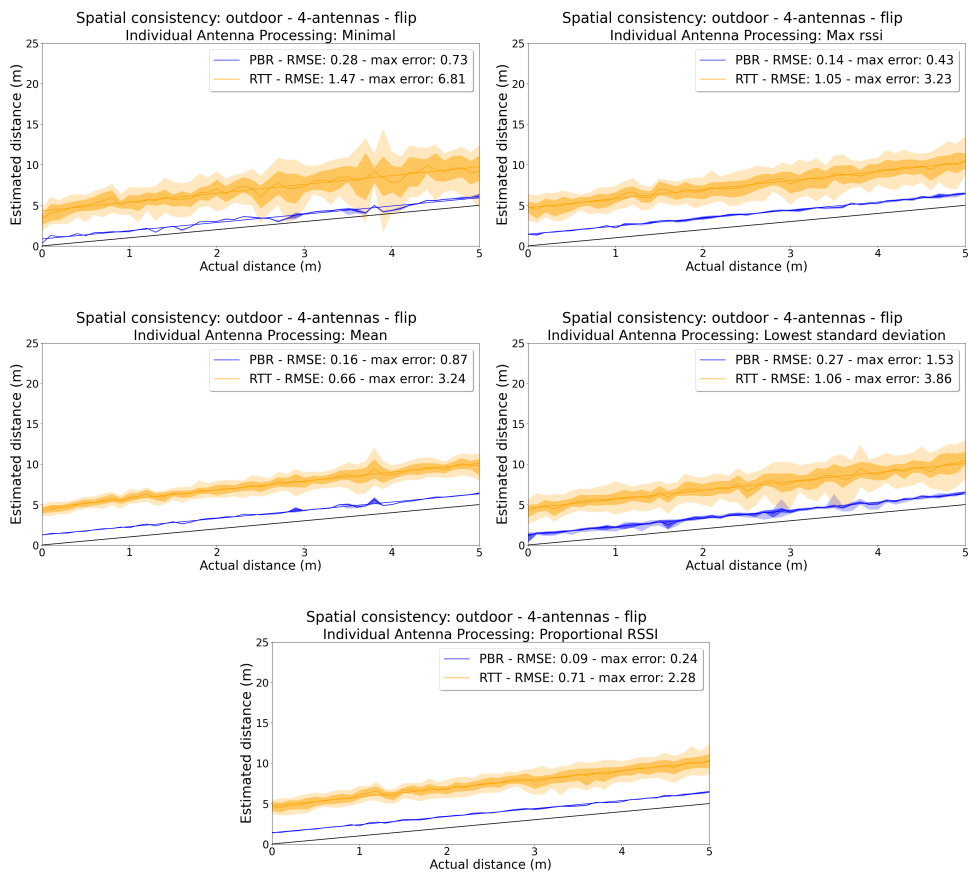 Spatial consistency: outdoor - 4-antennas - flip
Individual Antenna Processing: Minimal
PBR - RMSE: 0.28 - max error: 0.73
RTT - RMSE: 1.47 - max error: 6.81
Estimated distance (m)
25
20
15
10
5
0
0 1 2 3 4 5
Actual distance (m)
Spatial consistency: outdoor - 4-antennas - flip
Individual Antenna Processing: Max rssi
PBR - RMSE: 0.14 - max error: 0.43
RTT - RMSE: 1.05 - max error: 3.23
Estimated distance (m)
25
20
15
10
5
0
0 1 2 3 4 5
Actual distance (m)
Spatial consistency: outdoor - 4-antennas - flip
Individual Antenna Processing: Mean
PBR - RMSE: 0.16 - max error: 0.87
RTT - RMSE: 0.66 - max error: 3.24
Estimated distance (m)
25
20
15
10
5
0
0 1 2 3 4 5
Actual distance (m)
Spatial consistency: outdoor - 4-antennas - flip
Individual Antenna Processing: Lowest standard deviation
PBR - RMSE: 0.27 - max error: 1.53
RTT - RMSE: 1.06 - max error: 3.86
Estimated distance (m)
25
20
15
10
5
0
0 1 2 3 4 5
Actual distance (m)
Spatial consistency: outdoor - 4-antennas - flip
Individual Antenna Processing: Proportional RSSI
PBR - RMSE: 0.09 - max error: 0.24
RTT - RMSE: 0.71 - max error: 2.28
Estimated distance (m)
25
20
15
10
5
0
0 1 2 3 4 5
Actual distance (m)